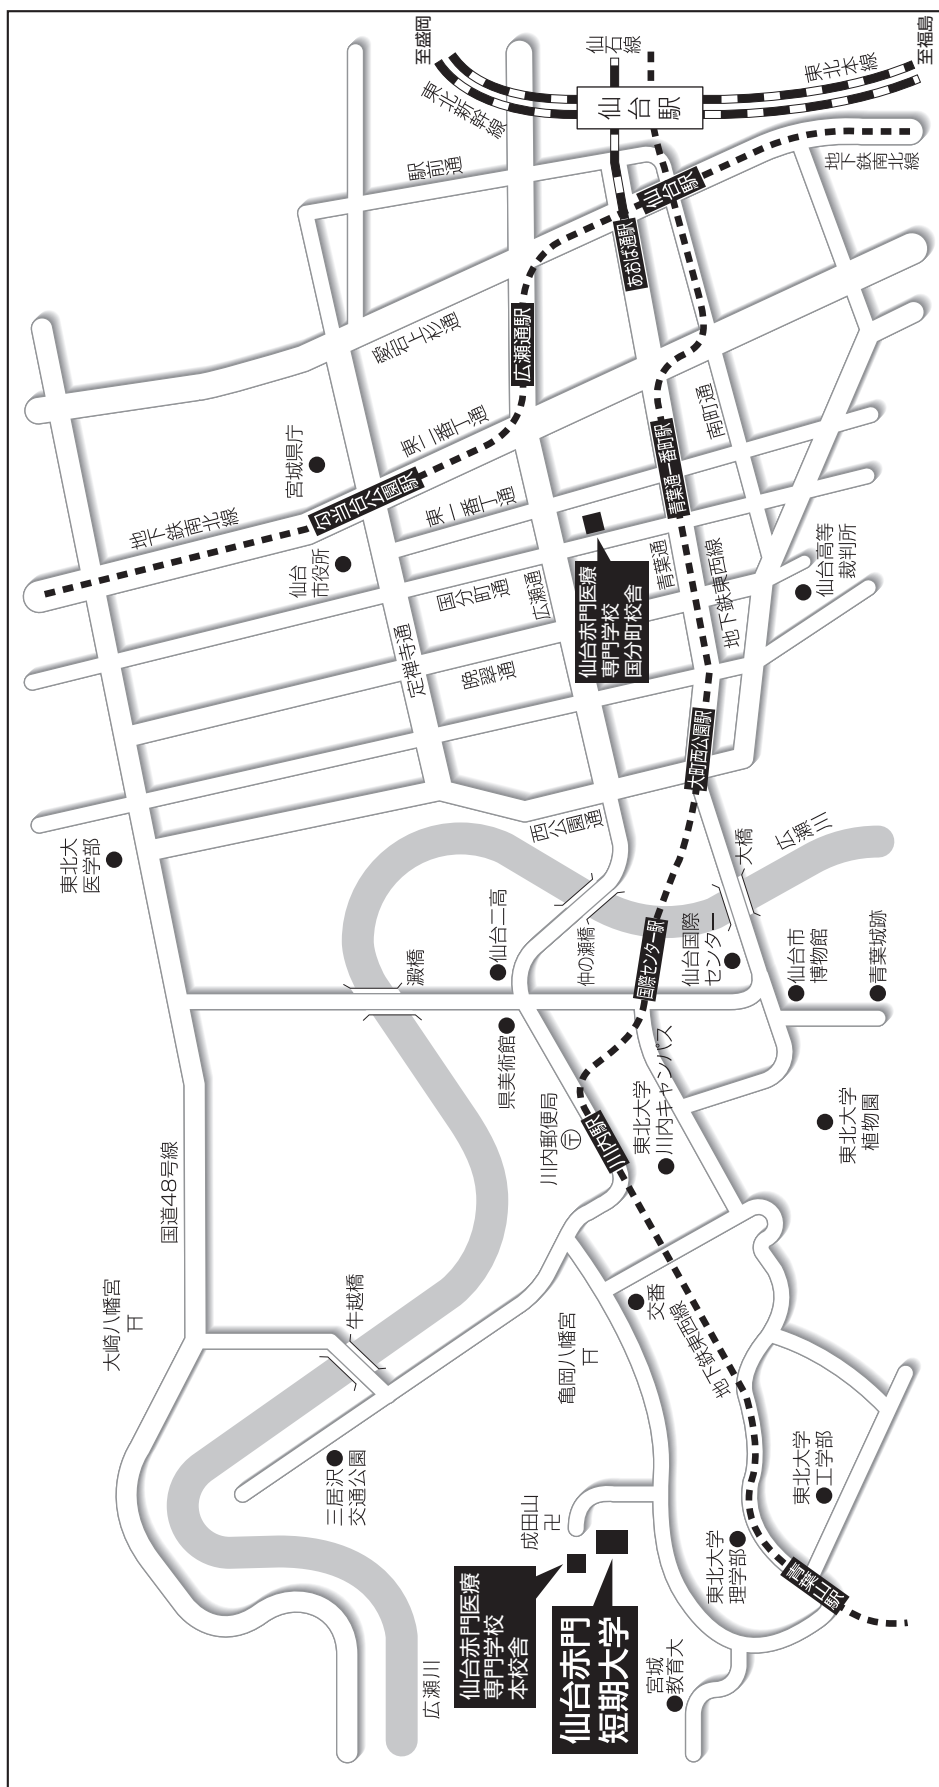 至盛岡
東北新幹線
仙石線
仙台駅
東北本線
至福島
地下鉄南北線
駅前通
仙台駅
あおば通駅
愛宕上杉通
広瀬通駅
東二番丁通
宮城県庁
勾当台公園駅
地下鉄南北線
仙台
市役所
東一番丁通
国分町通
広瀬通
晩翠通
定禅寺通
南町通
青葉通一番町駅
青葉通
地下鉄東西線
仙台高等
裁判所
仙台赤門医療
専門学校
国分町校舎
大町西公園駅
西公園通
東北大
医学部
広瀬川
大橋
仲の瀬橋
国際センター駅
仙台国際
センター
仙台市
博物館
青葉城跡
仙台二高
澱橋
県美術館
川内郵便局
川内駅
東北大学
川内キャンパス
東北大学
植物園
国道48号線
大崎八幡宮
牛越橋
亀岡八幡宮
交番
地下鉄東西線
三居沢
交通公園
成田山
東北大学
工学部
東北大学
理学部
青葉山駅
仙台赤門医療
専門学校
本校舎
仙台赤門
短期大学
宮城
教育大
広瀬川